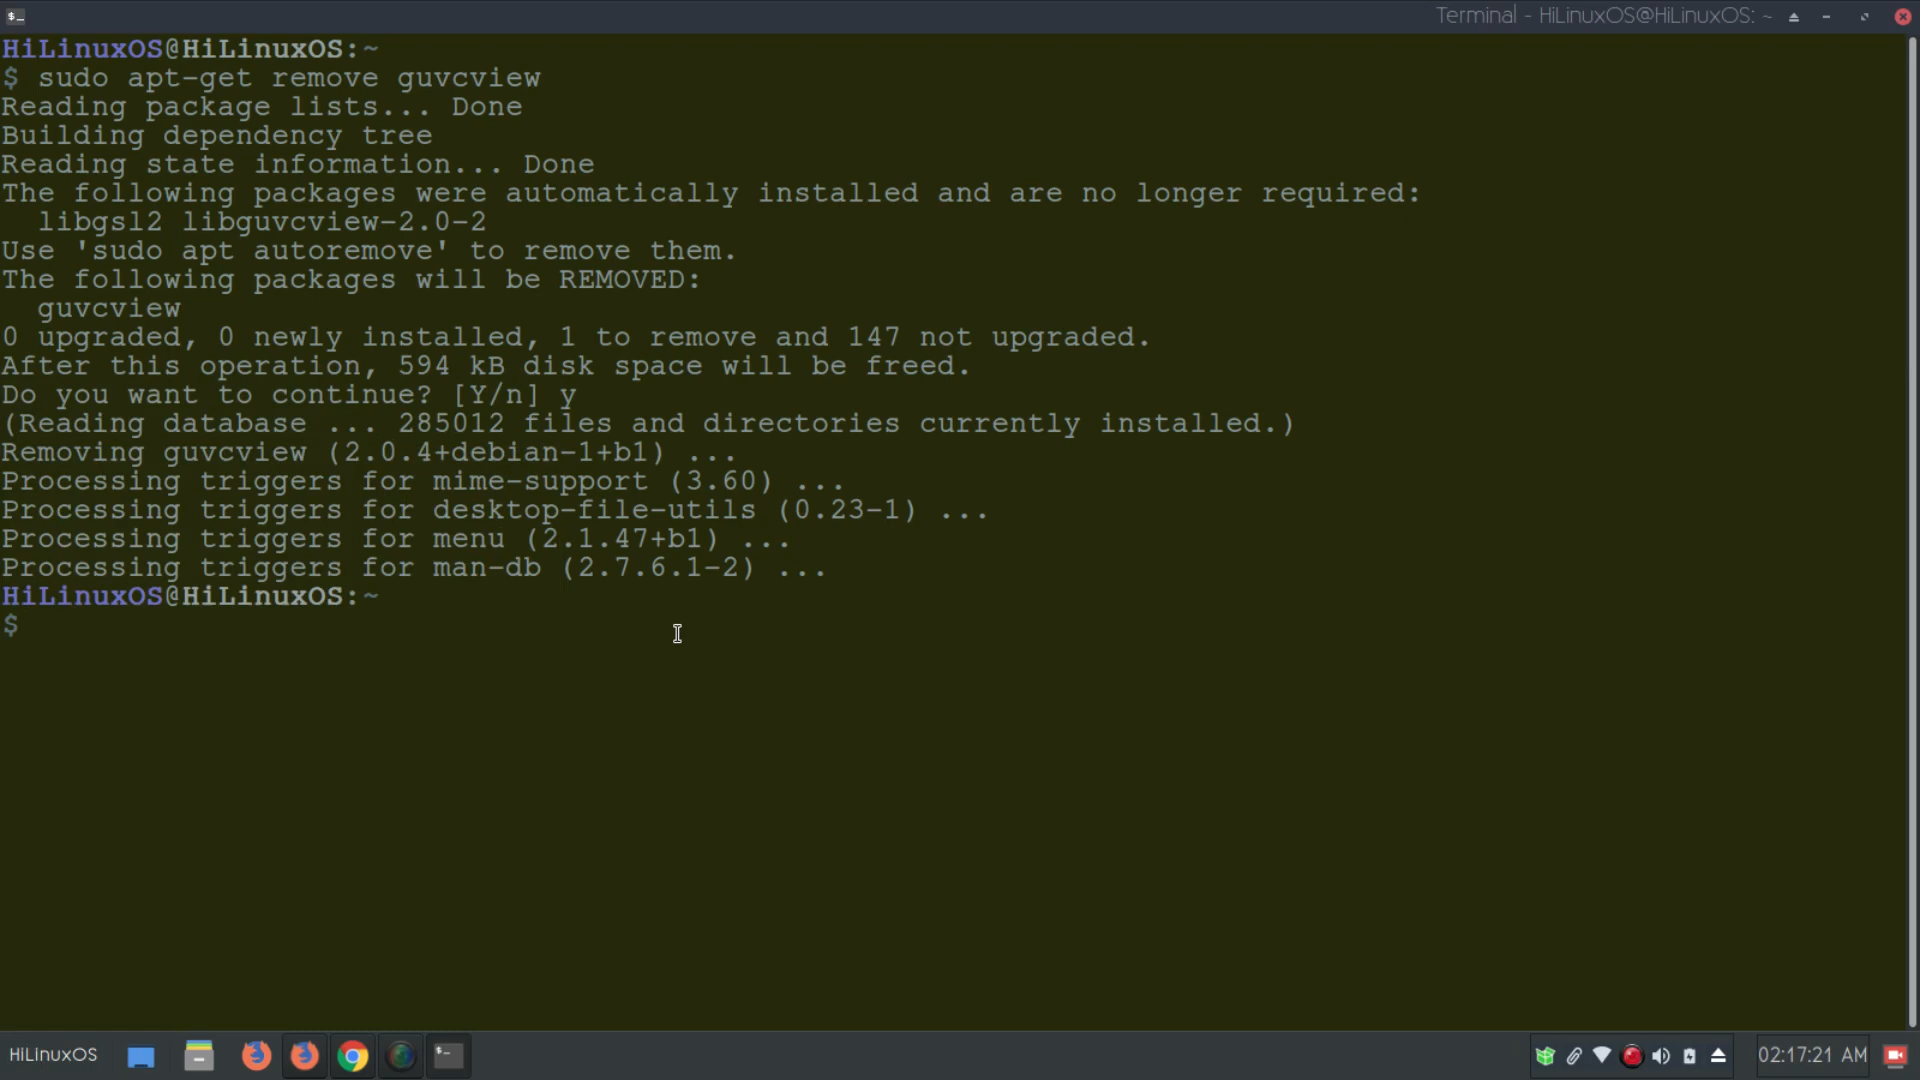 Terminal - HiLinuxOS@HiLinuxOS: ~
HiLinuxOS@HiLinuxOS:~
$ sudo apt-get remove guvcview
Reading package lists... Done
Building dependency tree
Reading state information... Done
The following packages were automatically installed and are no longer required:
  libgsl2 libguvcview-2.0-2
Use 'sudo apt autoremove' to remove them.
The following packages will be REMOVED:
  guvcview
0 upgraded, 0 newly installed, 1 to remove and 147 not upgraded.
After this operation, 594 kB disk space will be freed.
Do you want to continue? [Y/n] y
(Reading database ... 285012 files and directories currently installed.)
Removing guvcview (2.0.4+debian-1+b1) ...
Processing triggers for mime-support (3.60) ...
Processing triggers for desktop-file-utils (0.23-1) ...
Processing triggers for menu (2.1.47+b1) ...
Processing triggers for man-db (2.7.6.1-2) ...
HiLinuxOS@HiLinuxOS:~
$
HiLinuxOS
02:17:21 AM